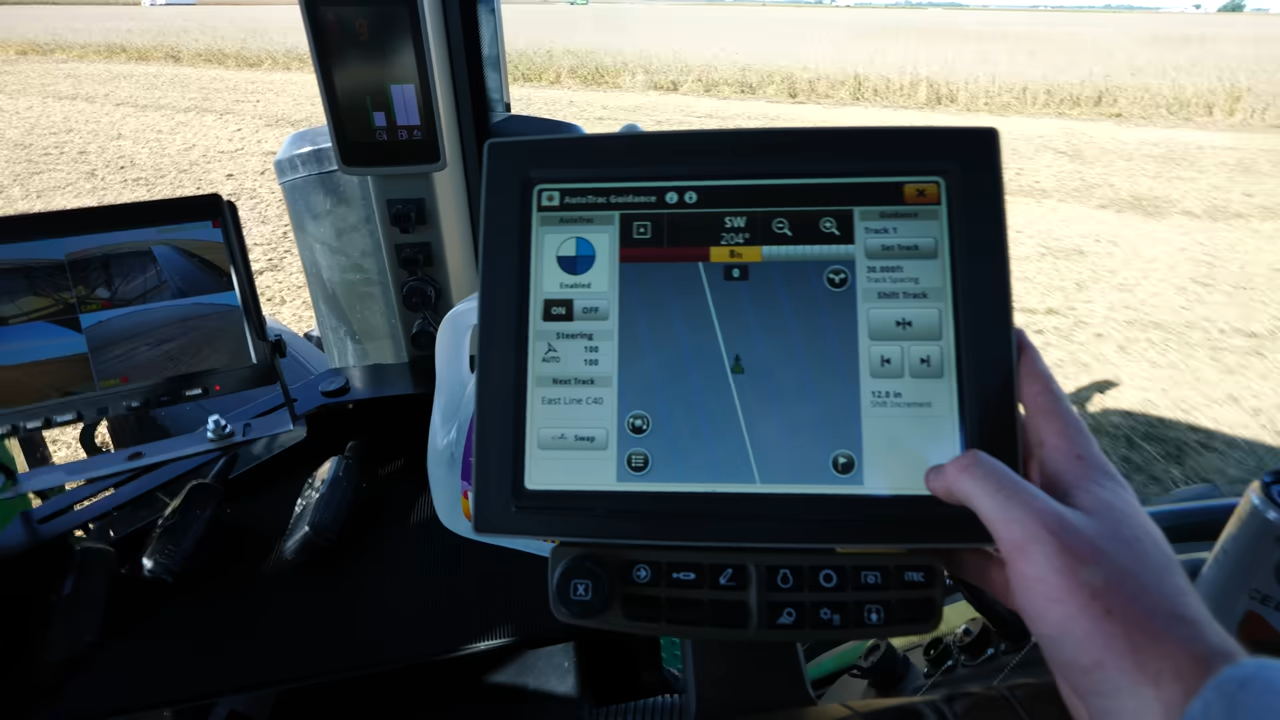 9
AutoTrac Guidance
AutoTrac
Enabled
ON OFF
Steering
AUTO
100
100
Next Track
East Line C40
Swap
SW
204°
8in
0
Guidance
Track 1
Set Track
30.000ft
Track Spacing
Shift Track
12.0 in
Shift Increment
X
iTEC